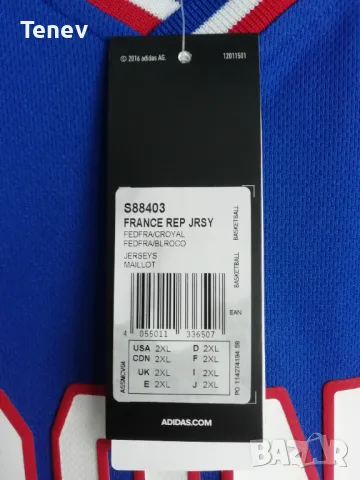 Tenev
© 2016 adidas AG.
12011501
S88403
FRANCE REP JRSY
FEDFRA/CROYAL
FEDFRA/BLROCO
JERSEYS
MAILLOT
BASKETBALL
BASKETBALL
EAN
4 055011 336507
USA 2XL D 2XL
CDN 2XL F 2XL
UK 2XL I 2XL
E 2XL J 2XL
ADIDAS.COM
bazar